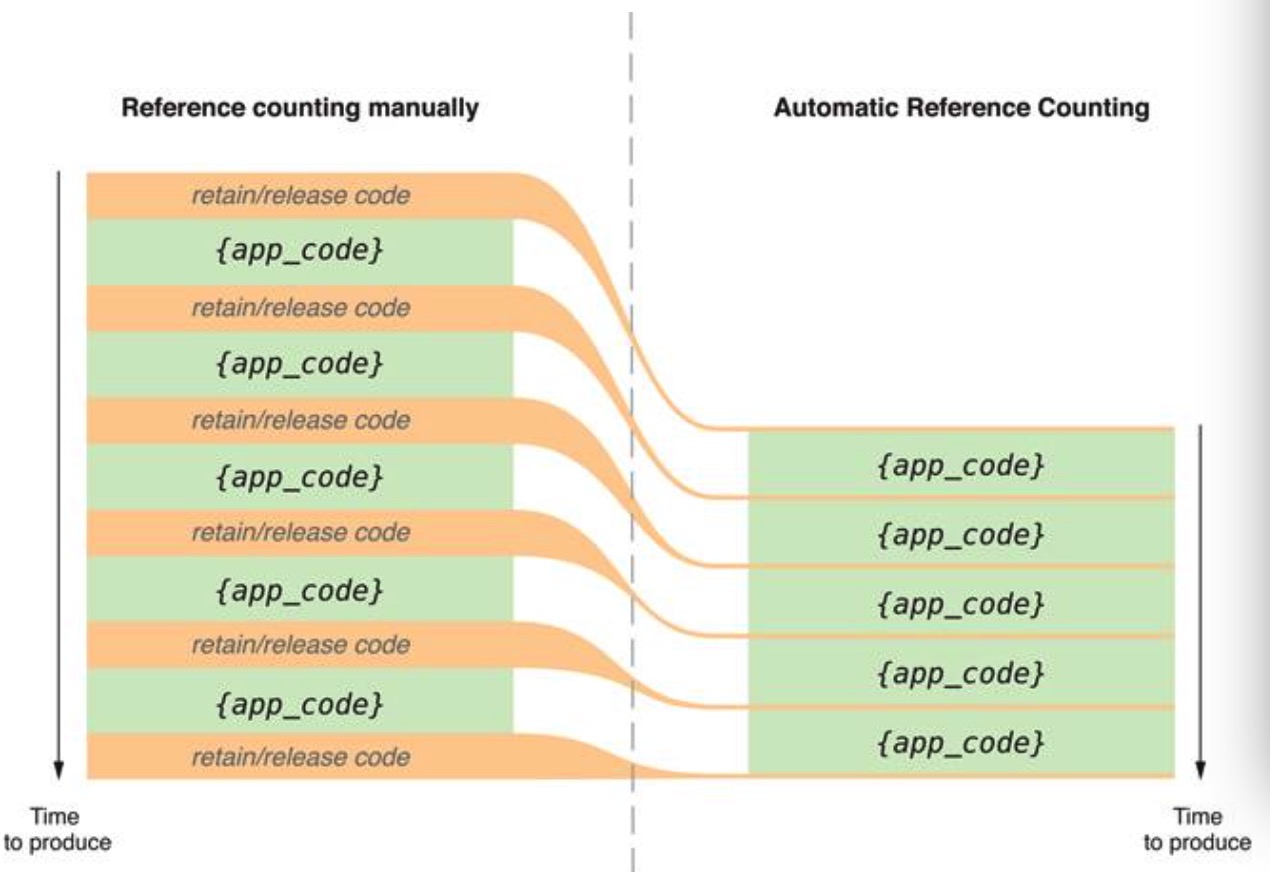 Reference counting manually
retain/release code
{app_code}
retain/release code
{app_code}
retain/release code
{app_code}
retain/release code
{app_code}
retain/release code
{app_code}
retain/release code
Time
to produce
Automatic Reference Counting
{app_code}
{app_code}
{app_code}
{app_code}
{app_code}
Time
to produce